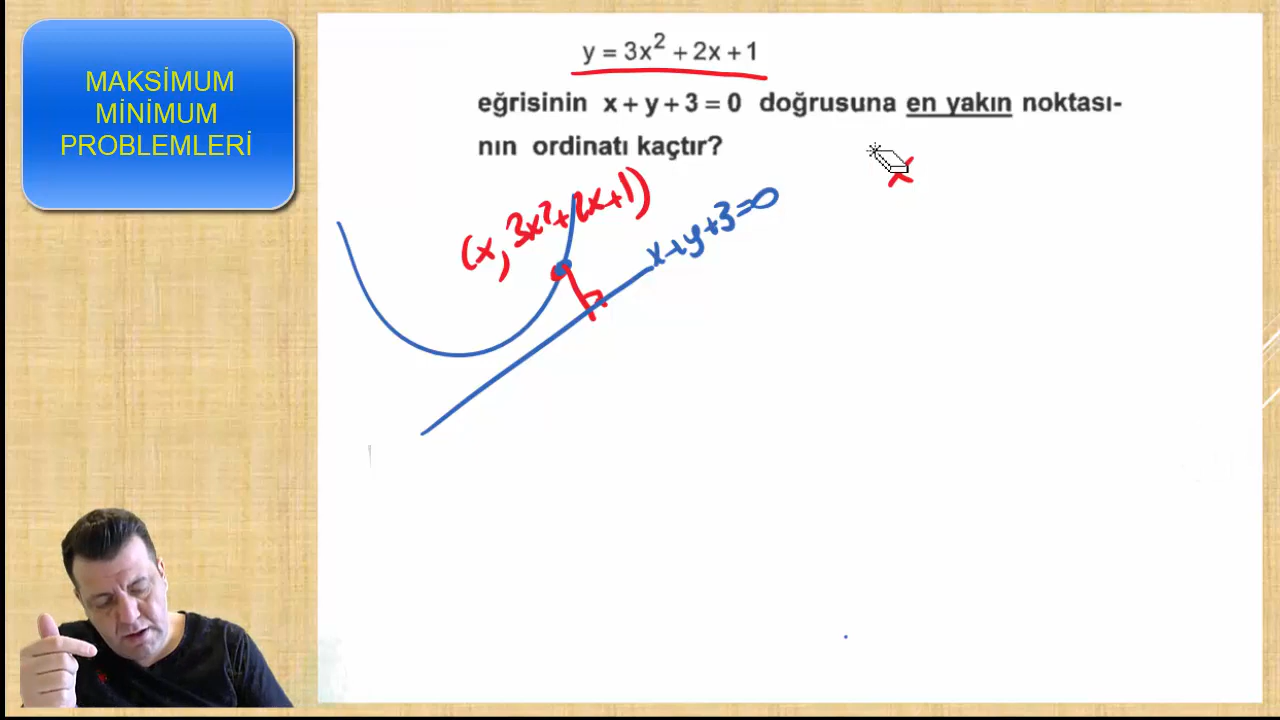 MAKSİMUM
MİNİMUM
PROBLEMLERİ
y = 3x² + 2x + 1
eğrisinin x + y + 3 = 0 doğrusuna en yakın noktası-
nın ordinatı kaçtır?
(x, 3x²+2x+1)
x+y+3=0
x